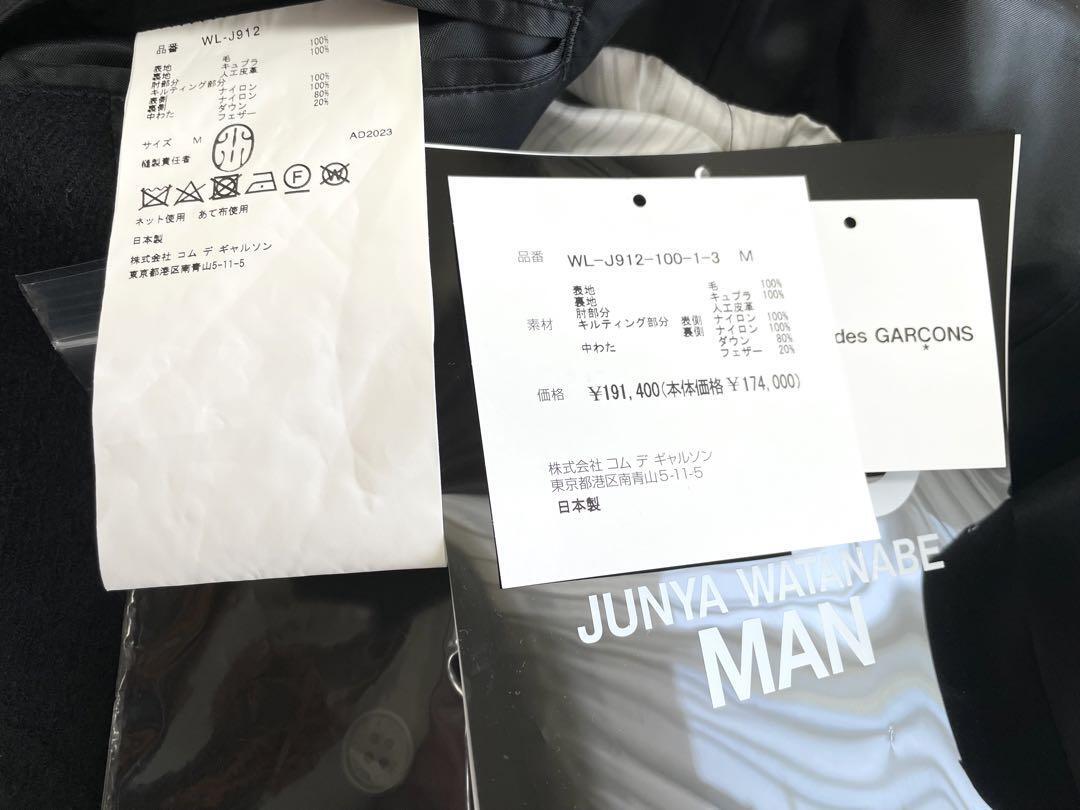 品番 WL-J912
表地 毛 100%
裏地 キュプラ 100%
肘部分 人工皮革
キルティング部分
表側 ナイロン 100%
裏側 ナイロン 100%
中わた ダウン 80%
フェザー 20%
サイズ M AD2023
縫製責任者
F W
ネット使用 あて布使用
日本製
株式会社 コム デ ギャルソン
東京都港区南青山5-11-5
品番 WL-J912-100-1-3 M
表地 毛 100%
裏地 キュプラ 100%
肘部分 人工皮革
素材 キルティング部分 表側 ナイロン 100%
裏側 ナイロン 100%
中わた ダウン 80%
フェザー 20%
価格 ¥191,400(本体価格 ¥174,000)
株式会社 コム デ ギャルソン
東京都港区南青山5-11-5
日本製
des GARCONS
JUNYA WATANABE
MAN